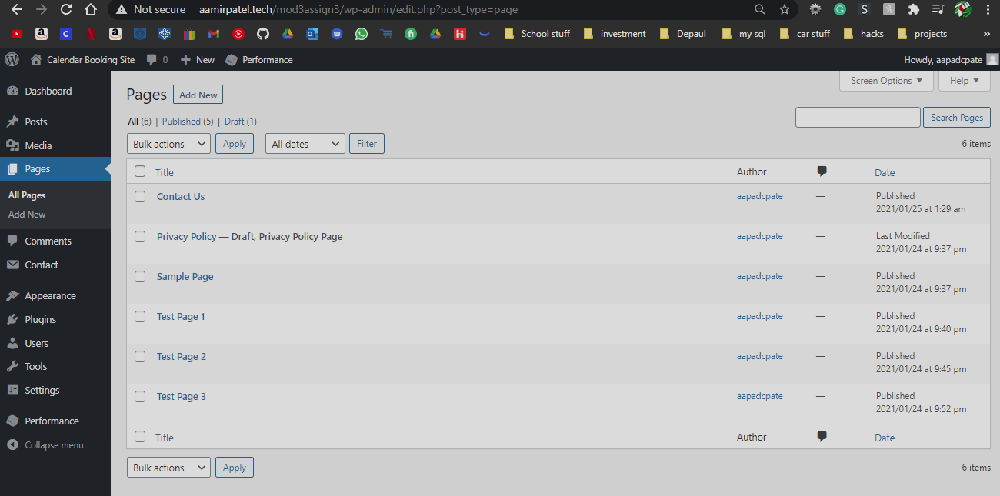 Not secure aamirpatel.tech/mod3assign3/wp-admin/edit.php?post_type=page
School stuff investment Depaul my sql car stuff hacks projects »
Calendar Booking Site 0 New Performance Howdy, aapadcpate
Screen Options Help
Dashboard
Posts
Media
Pages
All Pages
Add New
Comments
Contact
Appearance
Plugins
Users
Tools
Settings
Performance
Collapse menu
Pages Add New
All (6) | Published (5) | Draft (1)
Search Pages
Bulk actions Apply All dates Filter 6 items
Title Author Date
Contact Us aapadcpate — Published
2021/01/25 at 1:29 am
Privacy Policy — Draft, Privacy Policy Page aapadcpate — Last Modified
2021/01/24 at 9:37 pm
Sample Page aapadcpate — Published
2021/01/24 at 9:37 pm
Test Page 1 aapadcpate — Published
2021/01/24 at 9:40 pm
Test Page 2 aapadcpate — Published
2021/01/24 at 9:45 pm
Test Page 3 aapadcpate — Published
2021/01/24 at 9:52 pm
Title Author Date
Bulk actions Apply 6 items